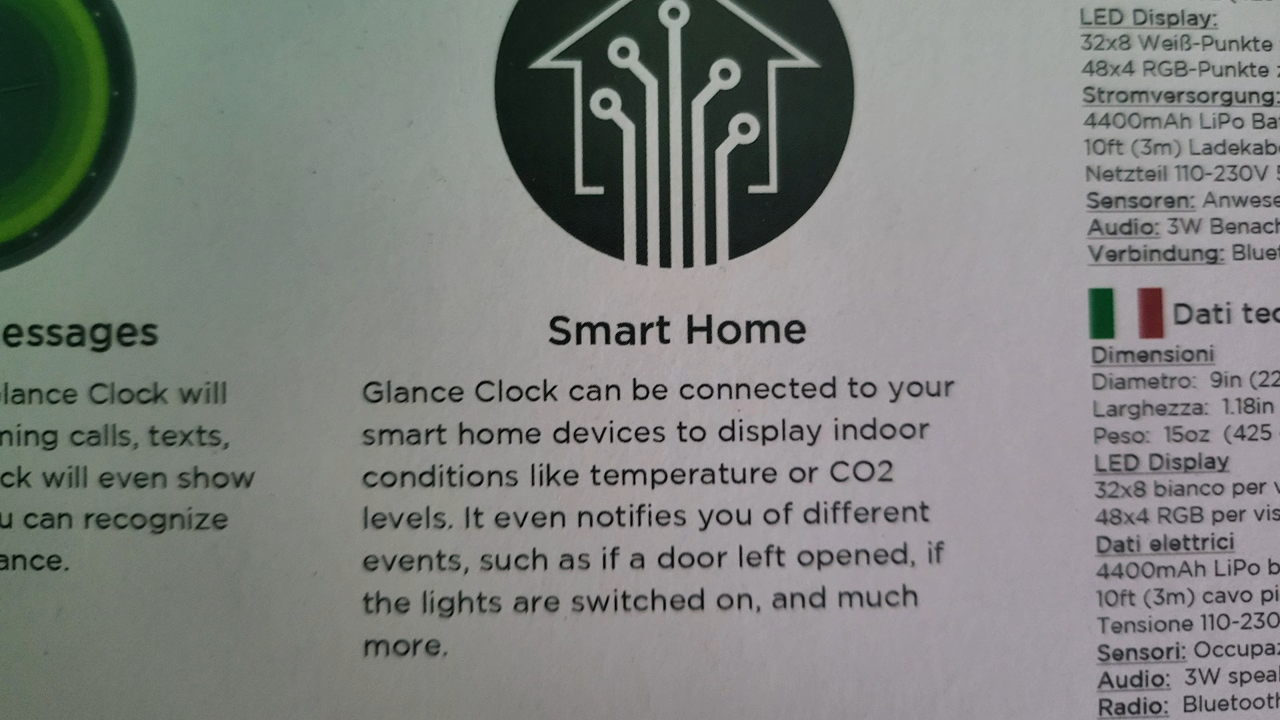 essages
lance Clock will
ning calls, texts,
ck will even show
u can recognize
ance.
Smart Home
Glance Clock can be connected to your
smart home devices to display indoor
conditions like temperature or CO2
levels. It even notifies you of different
events, such as if a door left opened, if
the lights are switched on, and much
more.
LED Display:
32x8 Weiß-Punkte
48x4 RGB-Punkte
Stromversorgung:
4400mAh LiPo Ba
10ft (3m) Ladekab
Netzteil 110-230V
Sensoren: Anwese
Audio: 3W Benach
Verbindung: Blue
Dati tec
Dimensioni
Diametro: 9in (22
Larghezza: 1.18in
Peso: 15oz (425
LED Display
32x8 bianco per v
48x4 RGB per vis
Dati elettrici
4400mAh LiPo b
10ft (3m) cavo pi
Tensione 110-230
Sensori: Occupaz
Audio: 3W speak
Radio: Bluetooth